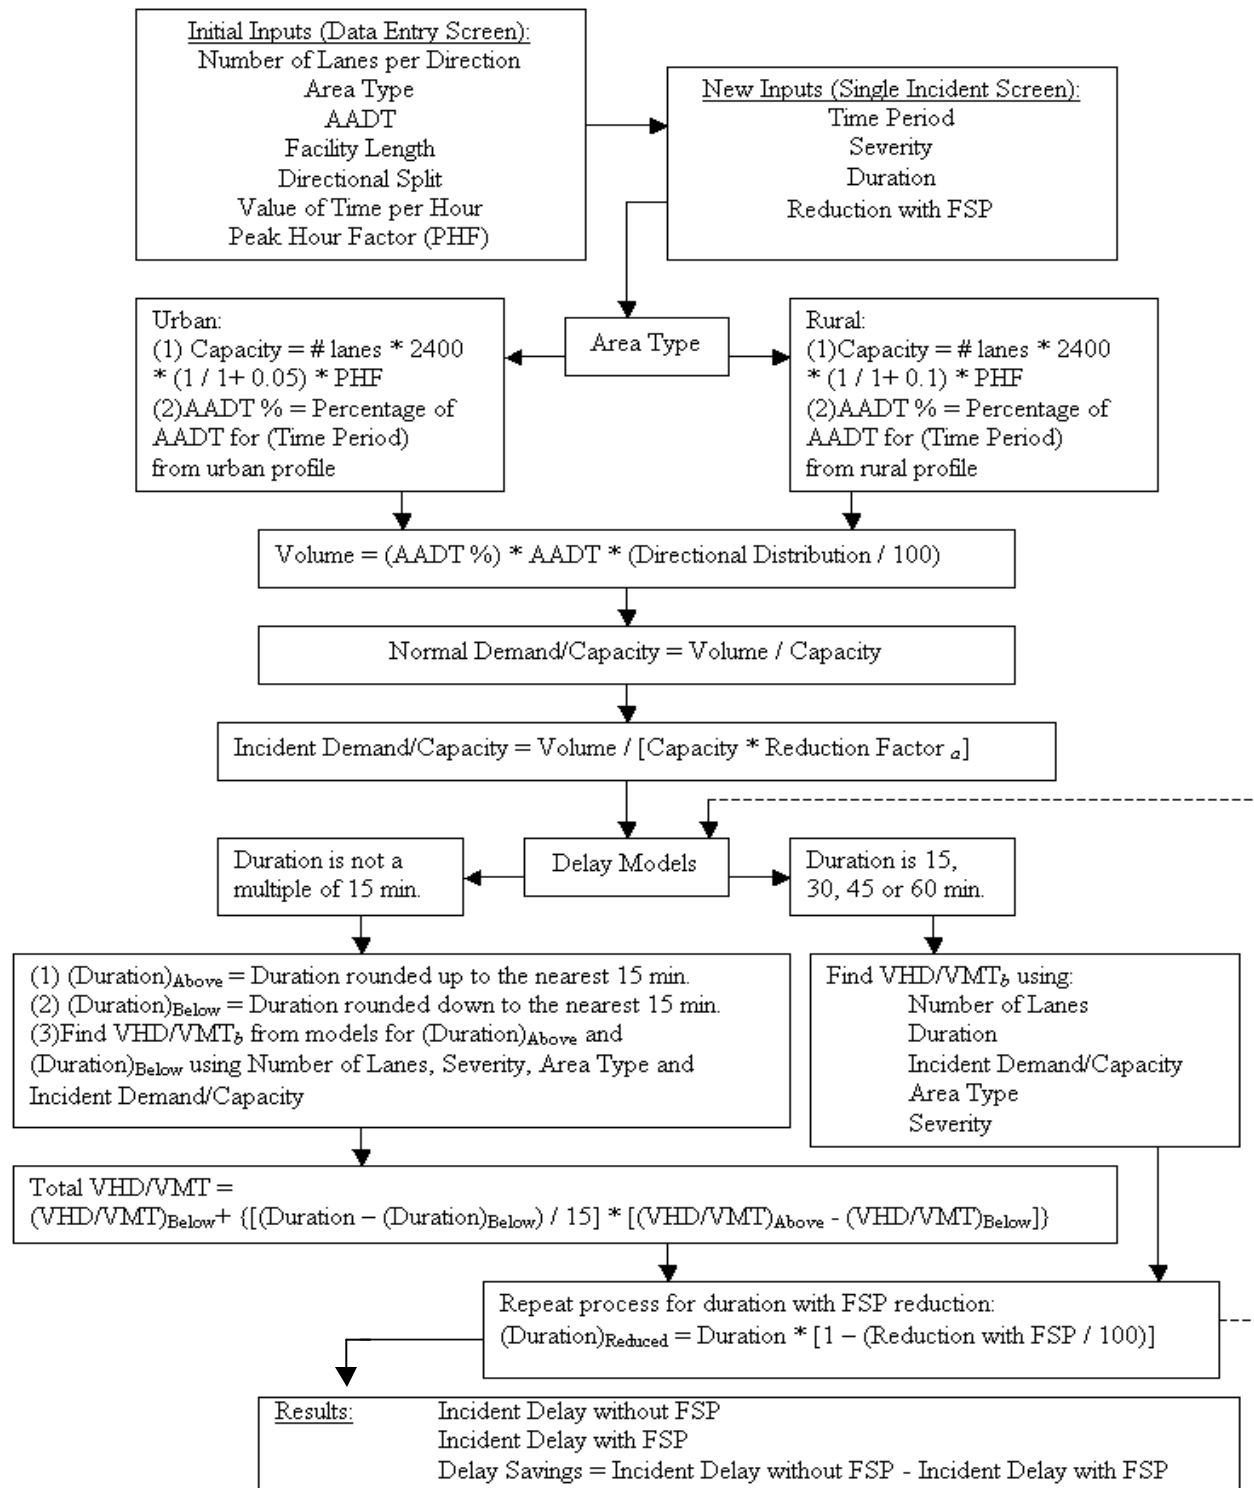 Initial Inputs (Data Entry Screen):
Number of Lanes per Direction
Area Type
AADT
Facility Length
Directional Split
Value of Time per Hour
Peak Hour Factor (PHF)
New Inputs (Single Incident Screen):
Time Period
Severity
Duration
Reduction with FSP
Area Type
Urban:
(1) Capacity = # lanes * 2400
* (1 / 1+ 0.05) * PHF
(2)AADT % = Percentage of
AADT for (Time Period)
from urban profile
Rural:
(1)Capacity = # lanes * 2400
* (1 / 1+ 0.1) * PHF
(2)AADT % = Percentage of
AADT for (Time Period)
from rural profile
Volume = (AADT %) * AADT * (Directional Distribution / 100)
Normal Demand/Capacity = Volume / Capacity
Incident Demand/Capacity = Volume / [Capacity * Reduction Factor a]
Delay Models
Duration is not a
multiple of 15 min.
Duration is 15,
30, 45 or 60 min.
(1) (Duration)Above = Duration rounded up to the nearest 15 min.
(2) (Duration)Below = Duration rounded down to the nearest 15 min.
(3)Find VHD/VMTb from models for (Duration)Above and
(Duration)Below using Number of Lanes, Severity, Area Type and
Incident Demand/Capacity
Find VHD/VMTb using:
Number of Lanes
Duration
Incident Demand/Capacity
Area Type
Severity
Total VHD/VMT =
(VHD/VMT)Below+ {[(Duration – (Duration)Below) / 15] * [(VHD/VMT)Above - (VHD/VMT)Below]}
Repeat process for duration with FSP reduction:
(Duration)Reduced = Duration * [1 – (Reduction with FSP / 100)]
Results: Incident Delay without FSP
Incident Delay with FSP
Delay Savings = Incident Delay without FSP - Incident Delay with FSP